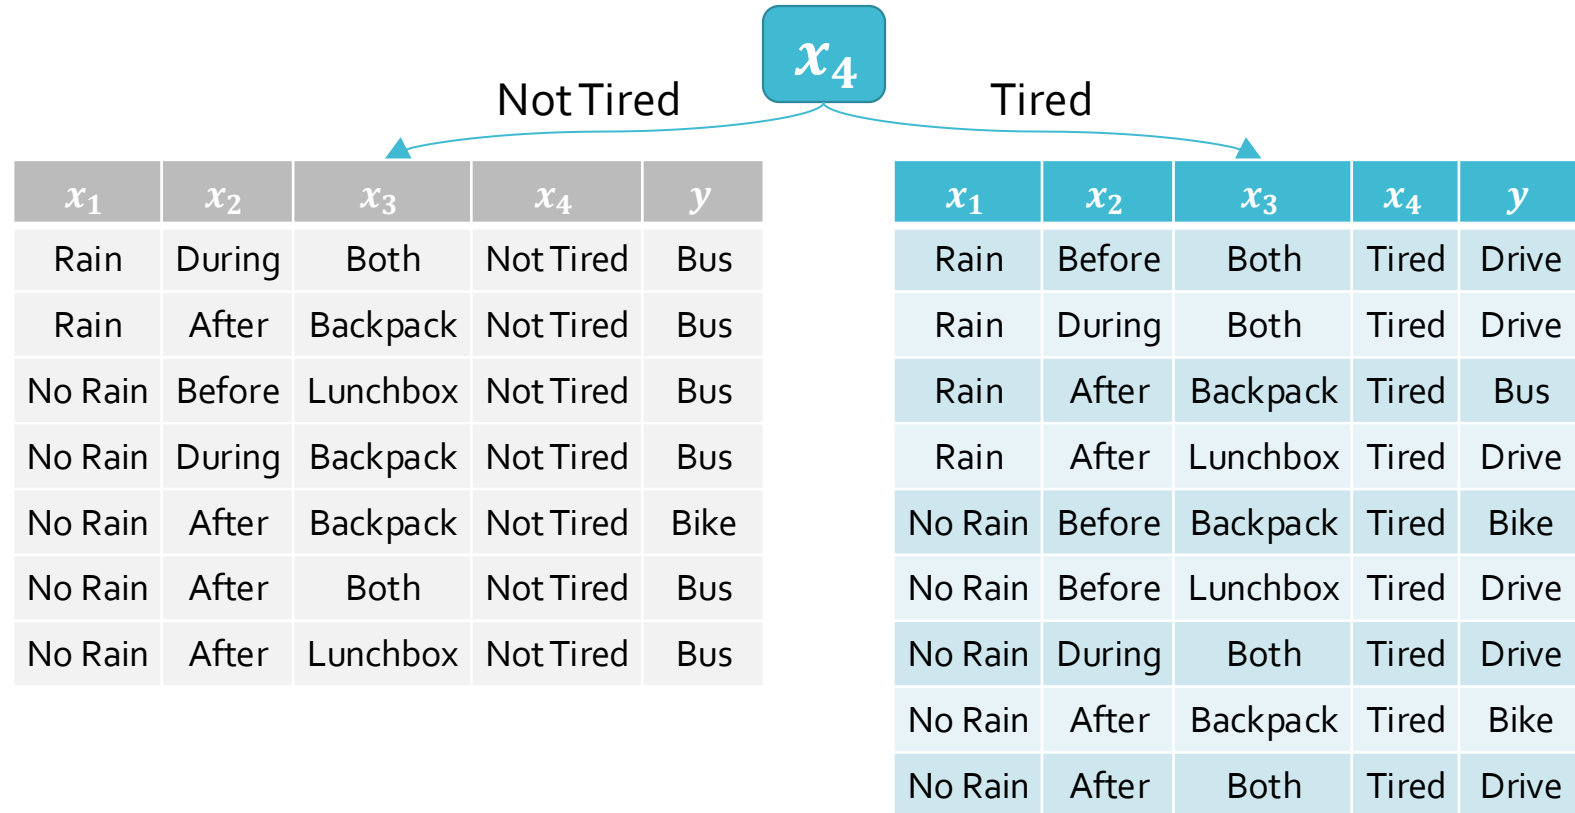 x₄
Not Tired Tired
x₁ x₂ x₃ x₄ y
Rain During Both Not Tired Bus
Rain After Backpack Not Tired Bus
No Rain Before Lunchbox Not Tired Bus
No Rain During Backpack Not Tired Bus
No Rain After Backpack Not Tired Bike
No Rain After Both Not Tired Bus
No Rain After Lunchbox Not Tired Bus
x₁ x₂ x₃ x₄ y
Rain Before Both Tired Drive
Rain During Both Tired Drive
Rain After Backpack Tired Bus
Rain After Lunchbox Tired Drive
No Rain Before Backpack Tired Bike
No Rain Before Lunchbox Tired Drive
No Rain During Both Tired Drive
No Rain After Backpack Tired Bike
No Rain After Both Tired Drive